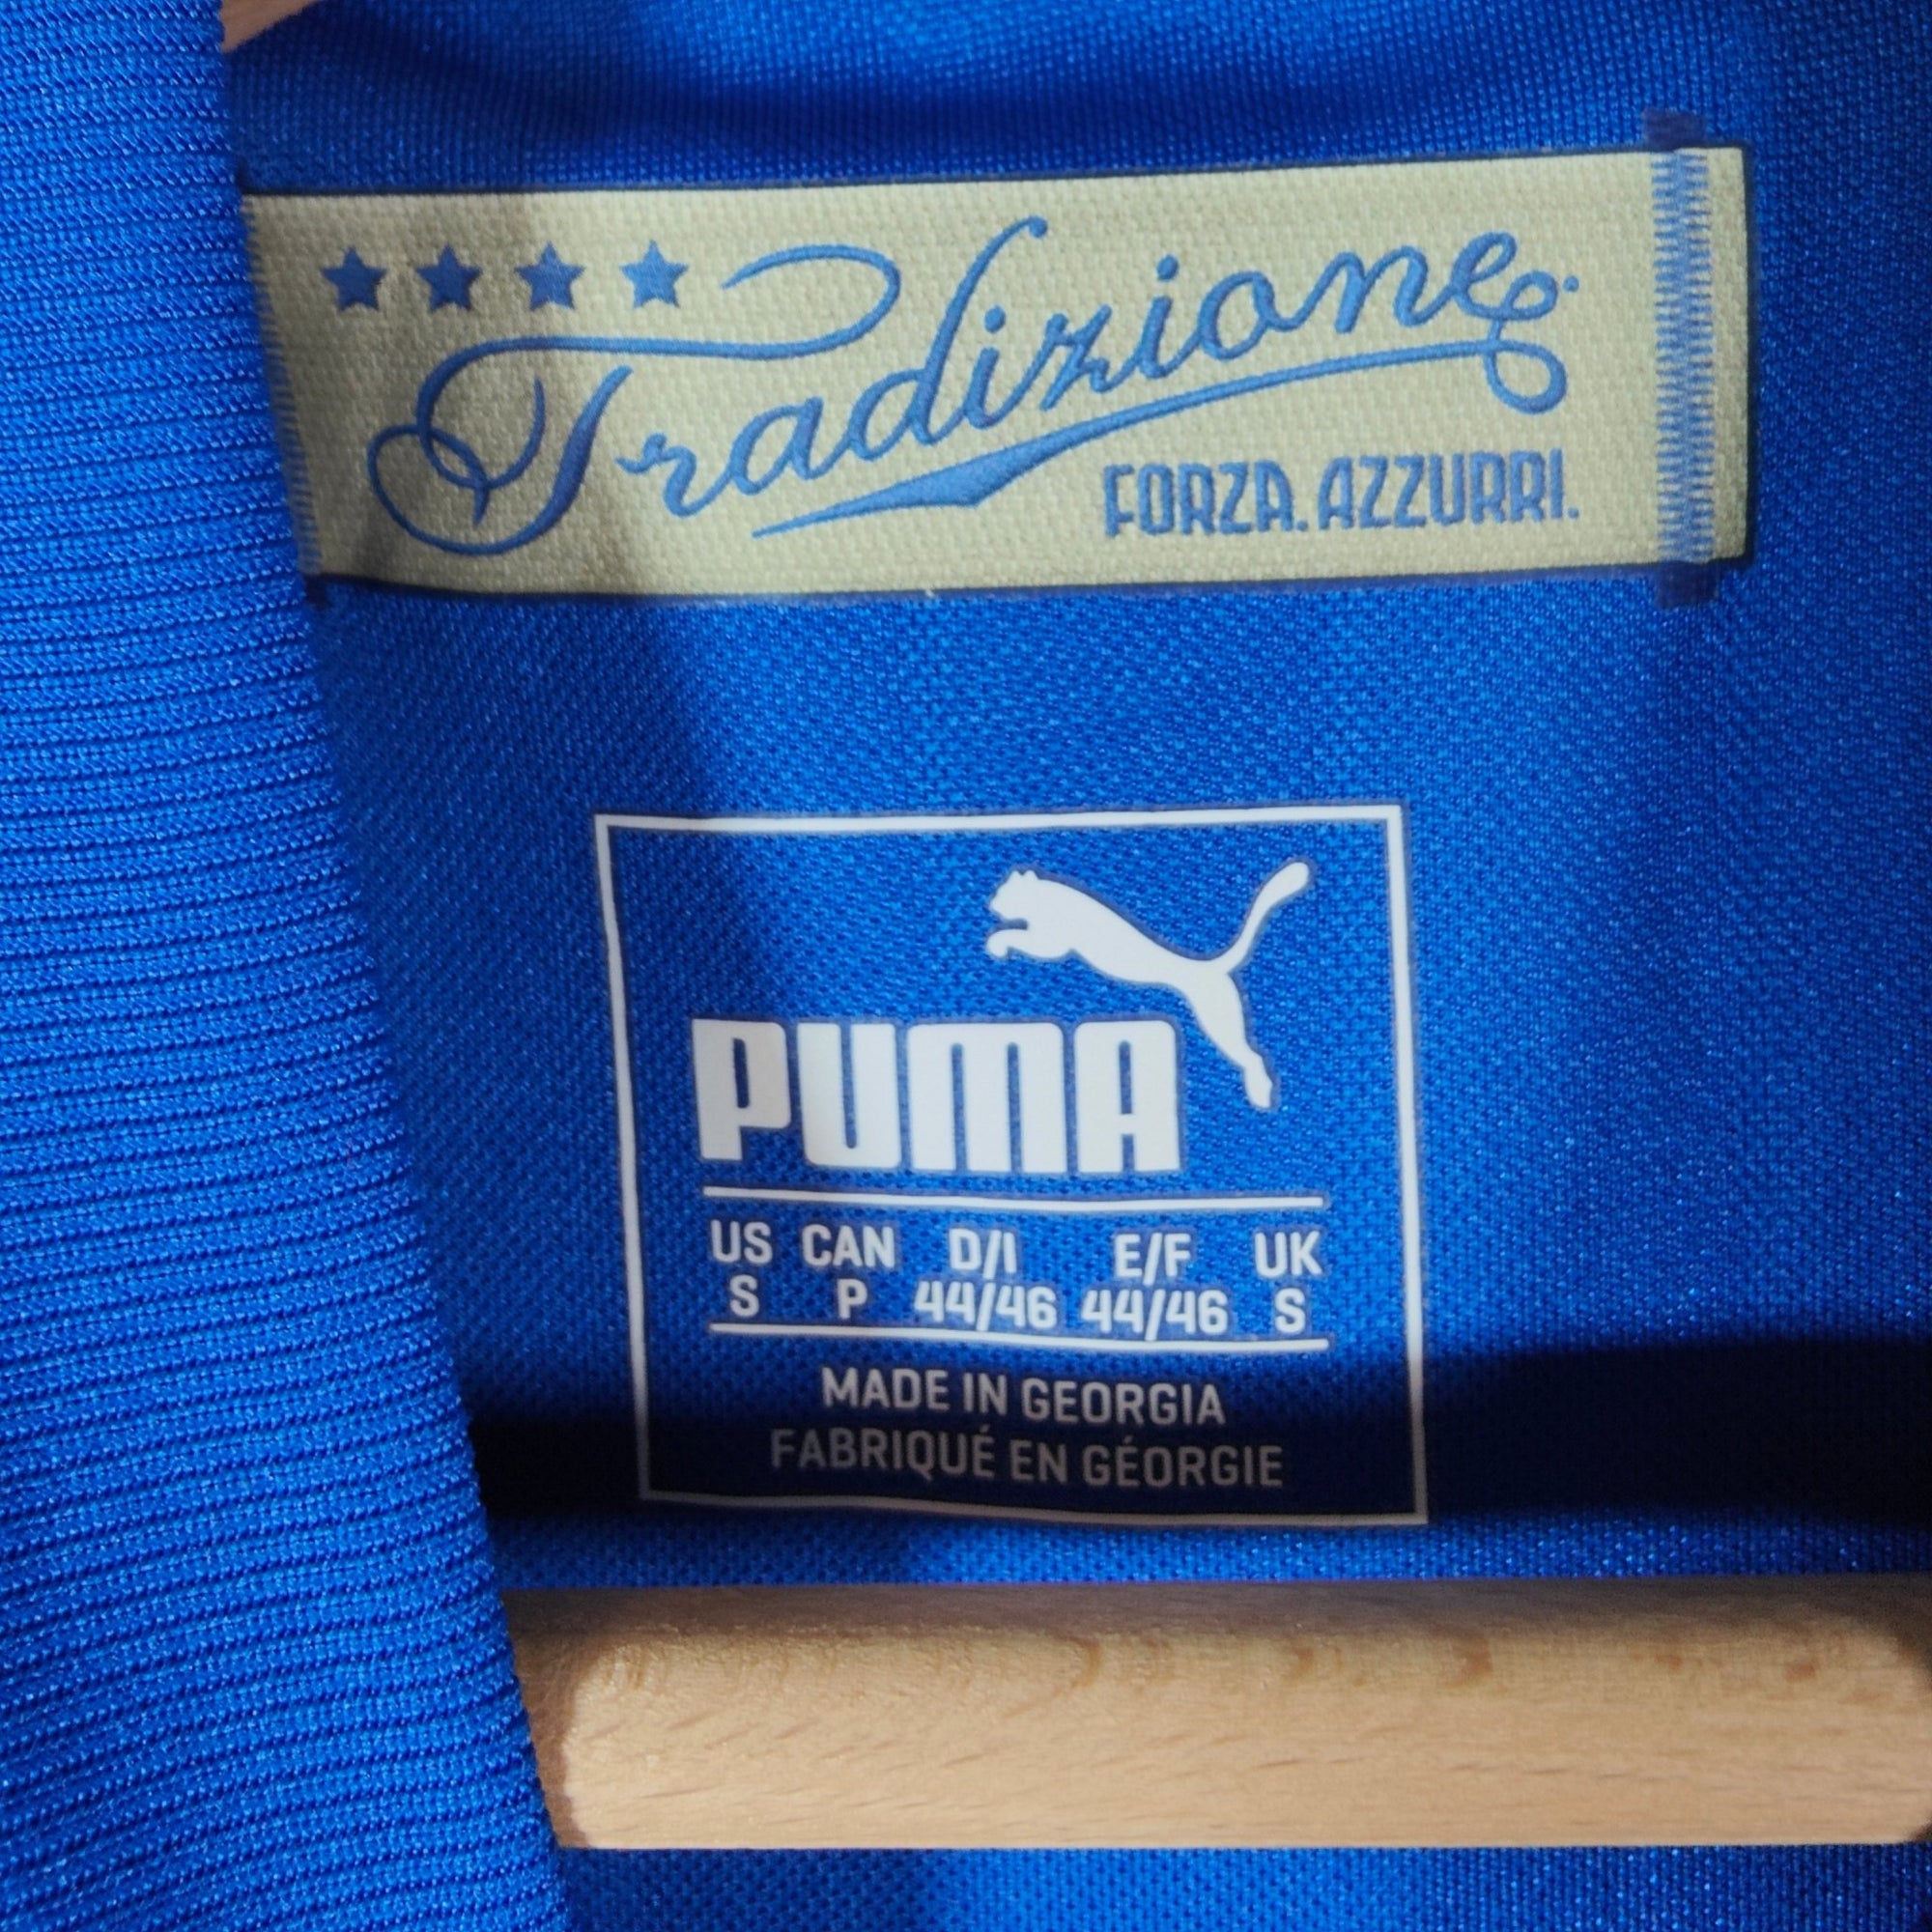 ★★★★ Tradizione.
FORZA.AZZURRI.
PUMA
US CAN D/I E/F UK
S P 44/46 44/46 S
MADE IN GEORGIA
FABRIQUÉ EN GÉORGIE